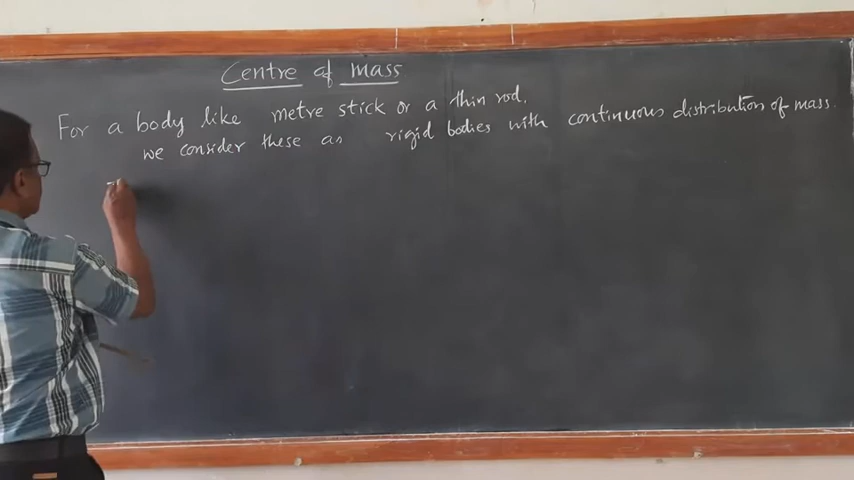 Centre of mass
For a body like metre stick or a thin rod.
we consider these as rigid bodies with continuous distribution of mass.